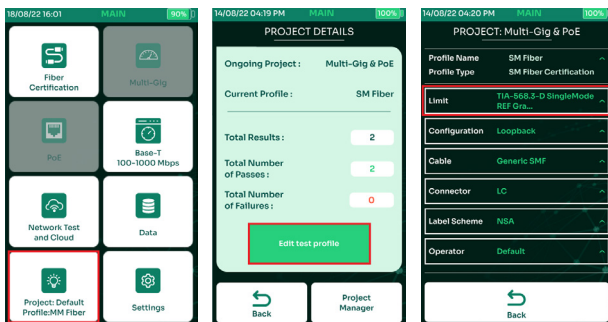 18/08/22 16:01 MAIN 90%
Fiber
Certification
Multi-Gig
PoE
Base-T
100-1000 Mbps
Network Test
and Cloud
Data
Project: Default
Profile:MM Fiber
Settings
14/08/22 04:19 PM MAIN 100%
PROJECT DETAILS
Ongoing Project : Multi-Gig & PoE
Current Profile : SM Fiber
Total Results : 2
Total Number
of Passes : 2
Total Number
of Failures : 0
Edit test profile
Back
Project
Manager
14/08/22 04:20 PM MAIN 100%
PROJECT: Multi-Gig & PoE
Profile Name SM Fiber
Profile Type SM Fiber Certification
Limit TIA-568.3-D SingleMode
REF Gra...
Configuration Loopback
Cable Generic SMF
Connector LC
Label Scheme NSA
Operator Default
Back